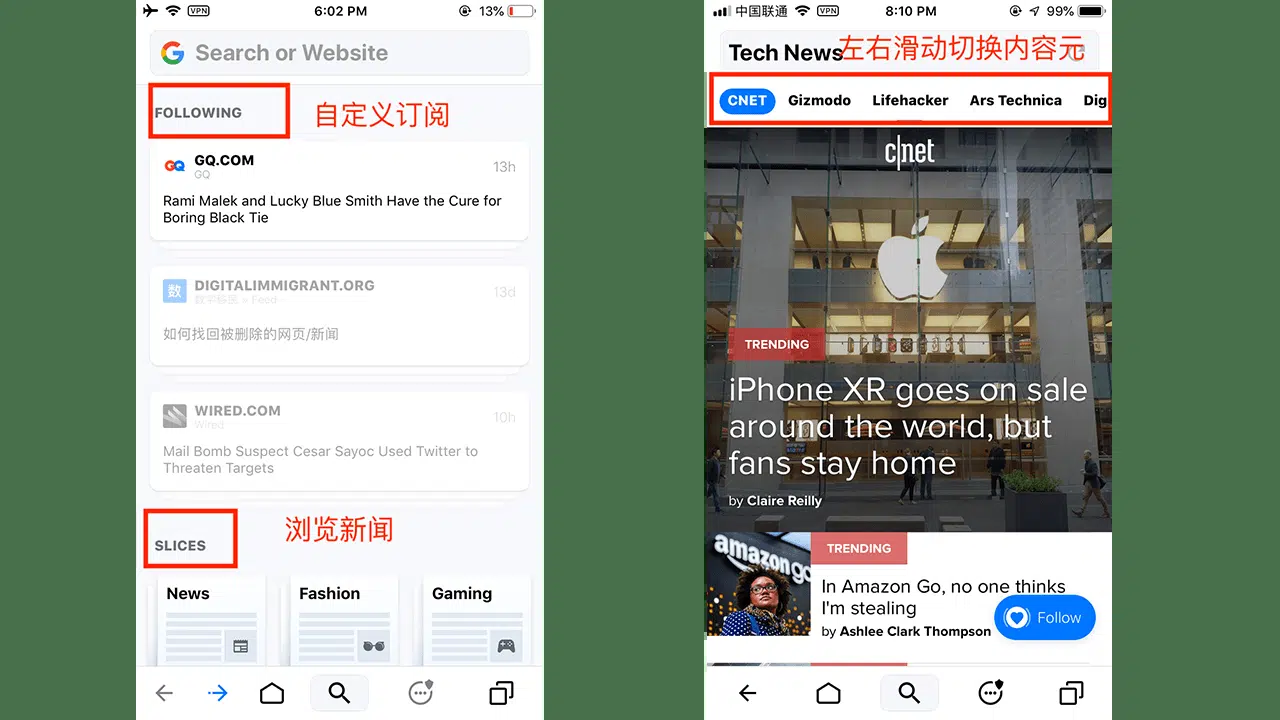 VPN
6:02 PM
13%
Search or Website
FOLLOWING
自定义订阅
GQ
GQ.COM
GQ
13h
Rami Malek and Lucky Blue Smith Have the Cure for
Boring Black Tie
数
DIGITALIMMIGRANT.ORG
数字移民 » Feed
13d
如何找回被删除的网页/新闻
WIRED.COM
Wired
10h
Mail Bomb Suspect Cesar Sayoc Used Twitter to
Threaten Targets
SLICES
浏览新闻
News
Fashion
Gaming
中国联通
VPN
8:10 PM
99%
Tech News
左右滑动切换内容元
CNET
Gizmodo
Lifehacker
Ars Technica
Dig
c|net
TRENDING
iPhone XR goes on sale
around the world, but
fans stay home
by Claire Reilly
amazon go
TRENDING
In Amazon Go, no one thinks
I'm stealing
by Ashlee Clark Thompson
Follow